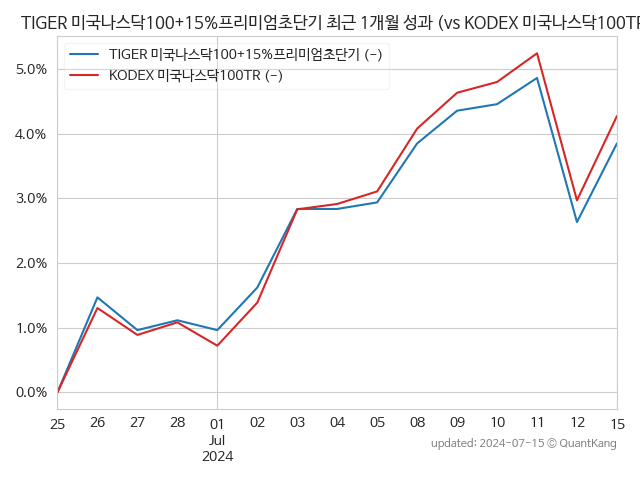 TIGER 미국나스닥100+15%프리미엄초단기 최근 1개월 성과 (vs KODEX 미국나스닥100TR
TIGER 미국나스닥100+15%프리미엄초단기 (-)
KODEX 미국나스닥100TR (-)
5.0%
4.0%
3.0%
2.0%
1.0%
0.0%
25 26 27 28 01 02 03 04 05 08 09 10 11 12 15
Jul
2024
updated: 2024-07-15 © QuantKang